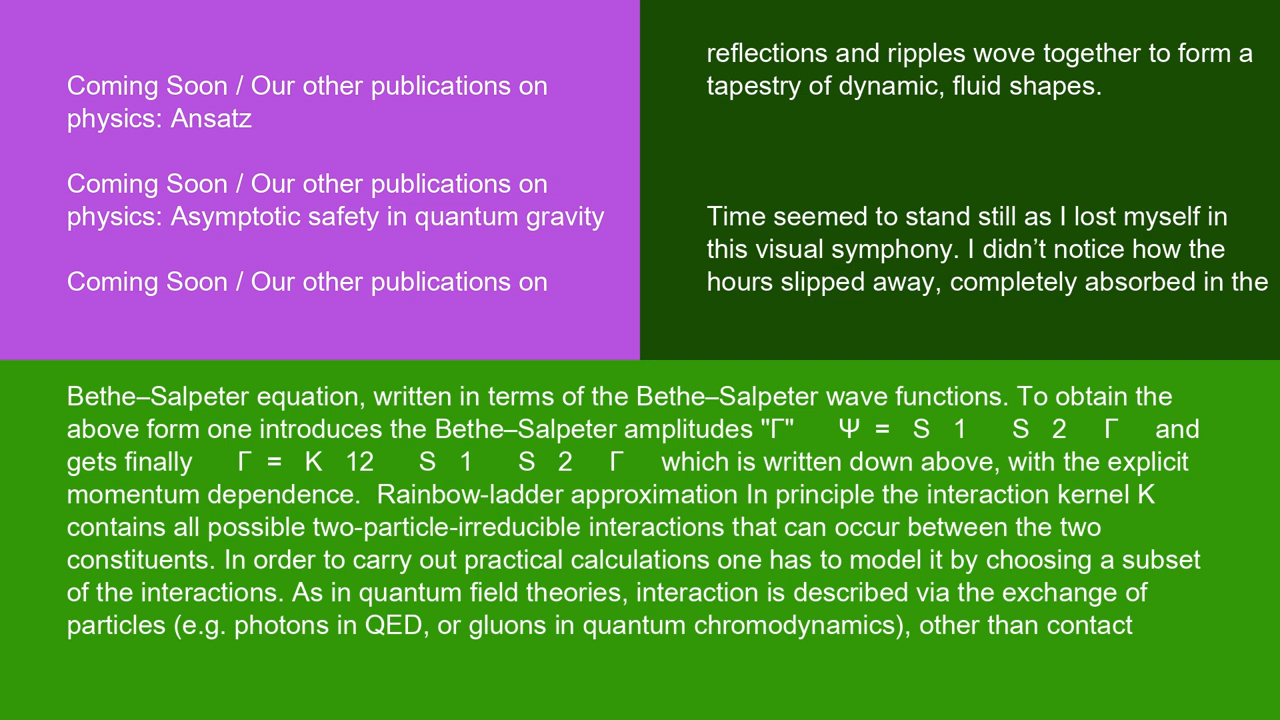 Coming Soon / Our other publications on
physics: Ansatz
Coming Soon / Our other publications on
physics: Asymptotic safety in quantum gravity
Coming Soon / Our other publications on
reflections and ripples wove together to form a
tapestry of dynamic, fluid shapes.
Time seemed to stand still as I lost myself in
this visual symphony. I didn’t notice how the
hours slipped away, completely absorbed in the
Bethe–Salpeter equation, written in terms of the Bethe–Salpeter wave functions. To obtain the
above form one introduces the Bethe–Salpeter amplitudes "Γ" Ψ = S 1 S 2 Γ and
gets finally Γ = K 12 S 1 S 2 Γ which is written down above, with the explicit
momentum dependence. Rainbow-ladder approximation In principle the interaction kernel K
contains all possible two-particle-irreducible interactions that can occur between the two
constituents. In order to carry out practical calculations one has to model it by choosing a subset
of the interactions. As in quantum field theories, interaction is described via the exchange of
particles (e.g. photons in QED, or gluons in quantum chromodynamics), other than contact